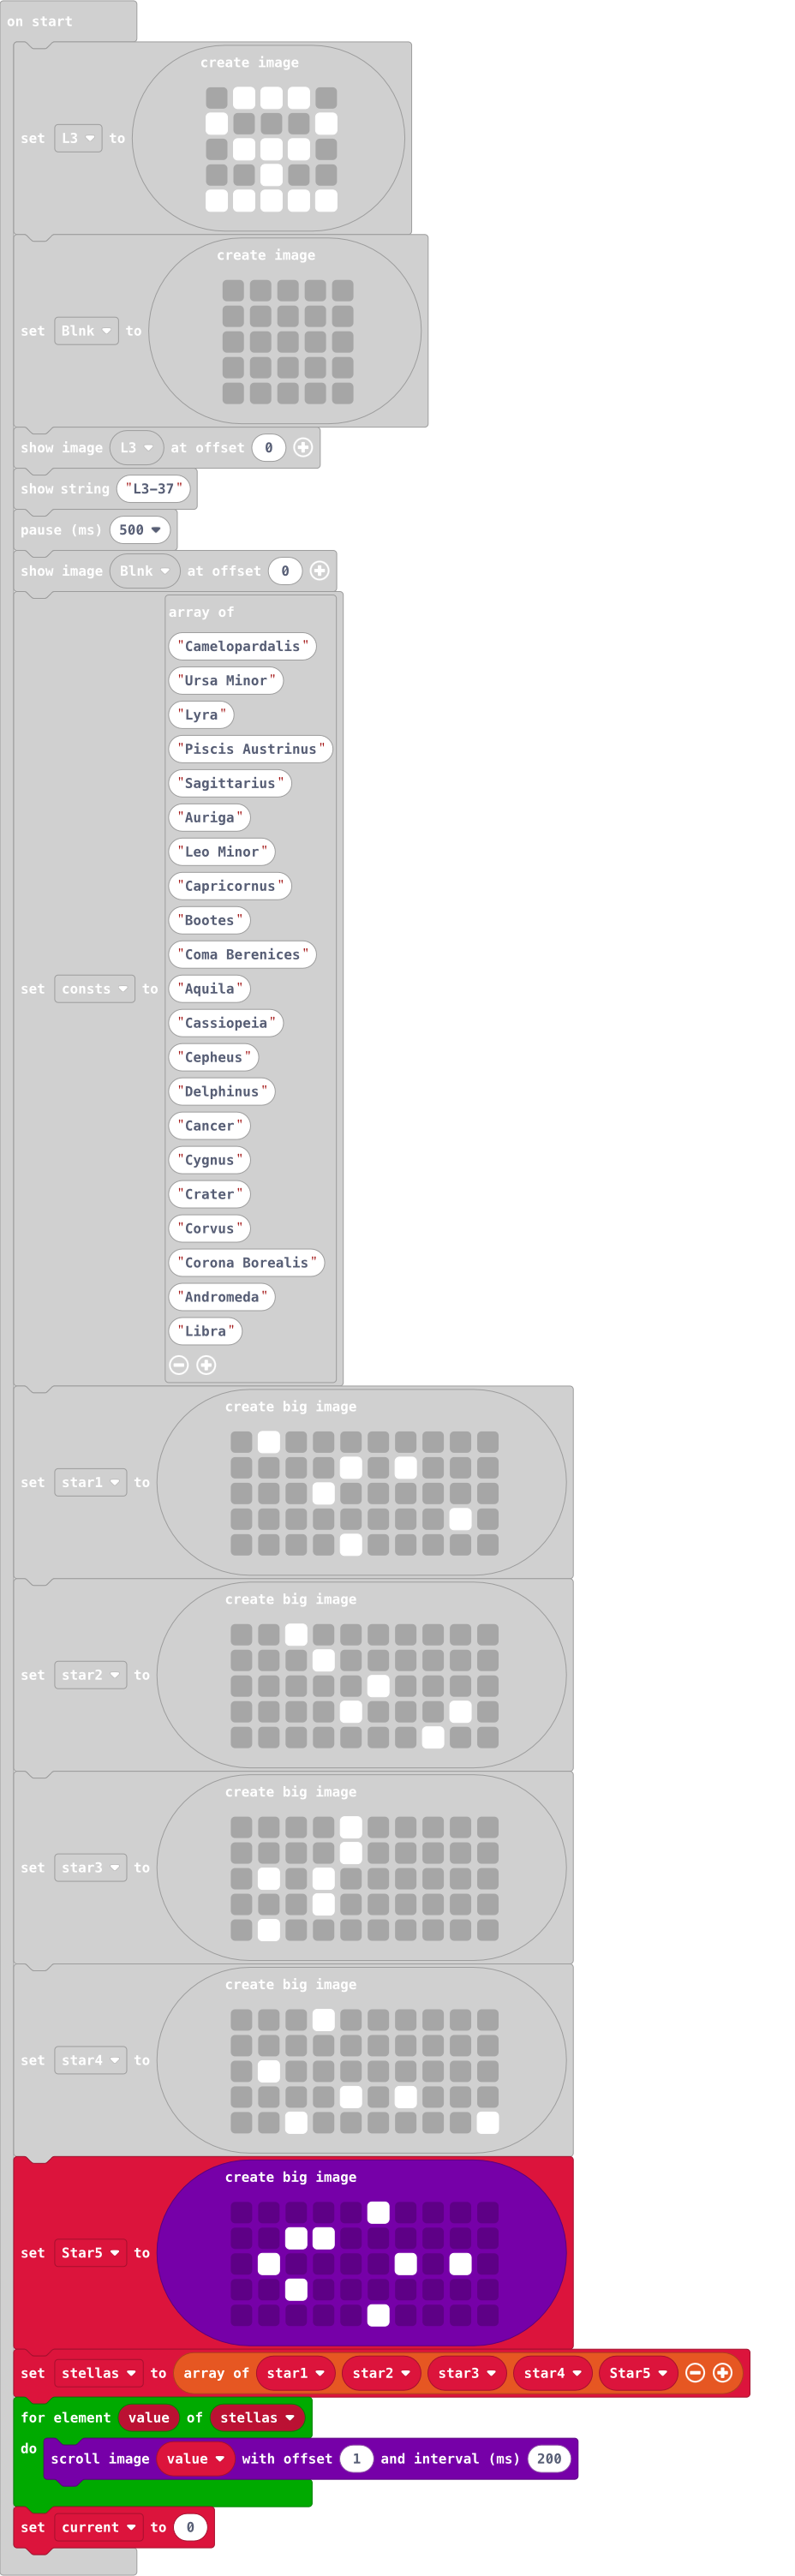 on start
create image
set L3 to
create image
set Blnk to
show image L3 at offset 0
show string "L3-37"
pause (ms) 500
show image Blnk at offset 0
array of
"Camelopardalis"
"Ursa Minor"
"Lyra"
"Piscis Austrinus"
"Sagittarius"
"Auriga"
"Leo Minor"
"Capricornus"
"Bootes"
"Coma Berenices"
set consts to
"Aquila"
"Cassiopeia"
"Cepheus"
"Delphinus"
"Cancer"
"Cygnus"
"Crater"
"Corvus"
"Corona Borealis"
"Andromeda"
"Libra"
create big image
set star1 to
create big image
set star2 to
create big image
set star3 to
create big image
set star4 to
create big image
set Star5 to
set stellas to array of star1 star2 star3 star4 Star5
for element value of stellas
do
scroll image value with offset 1 and interval (ms) 200
set current to 0